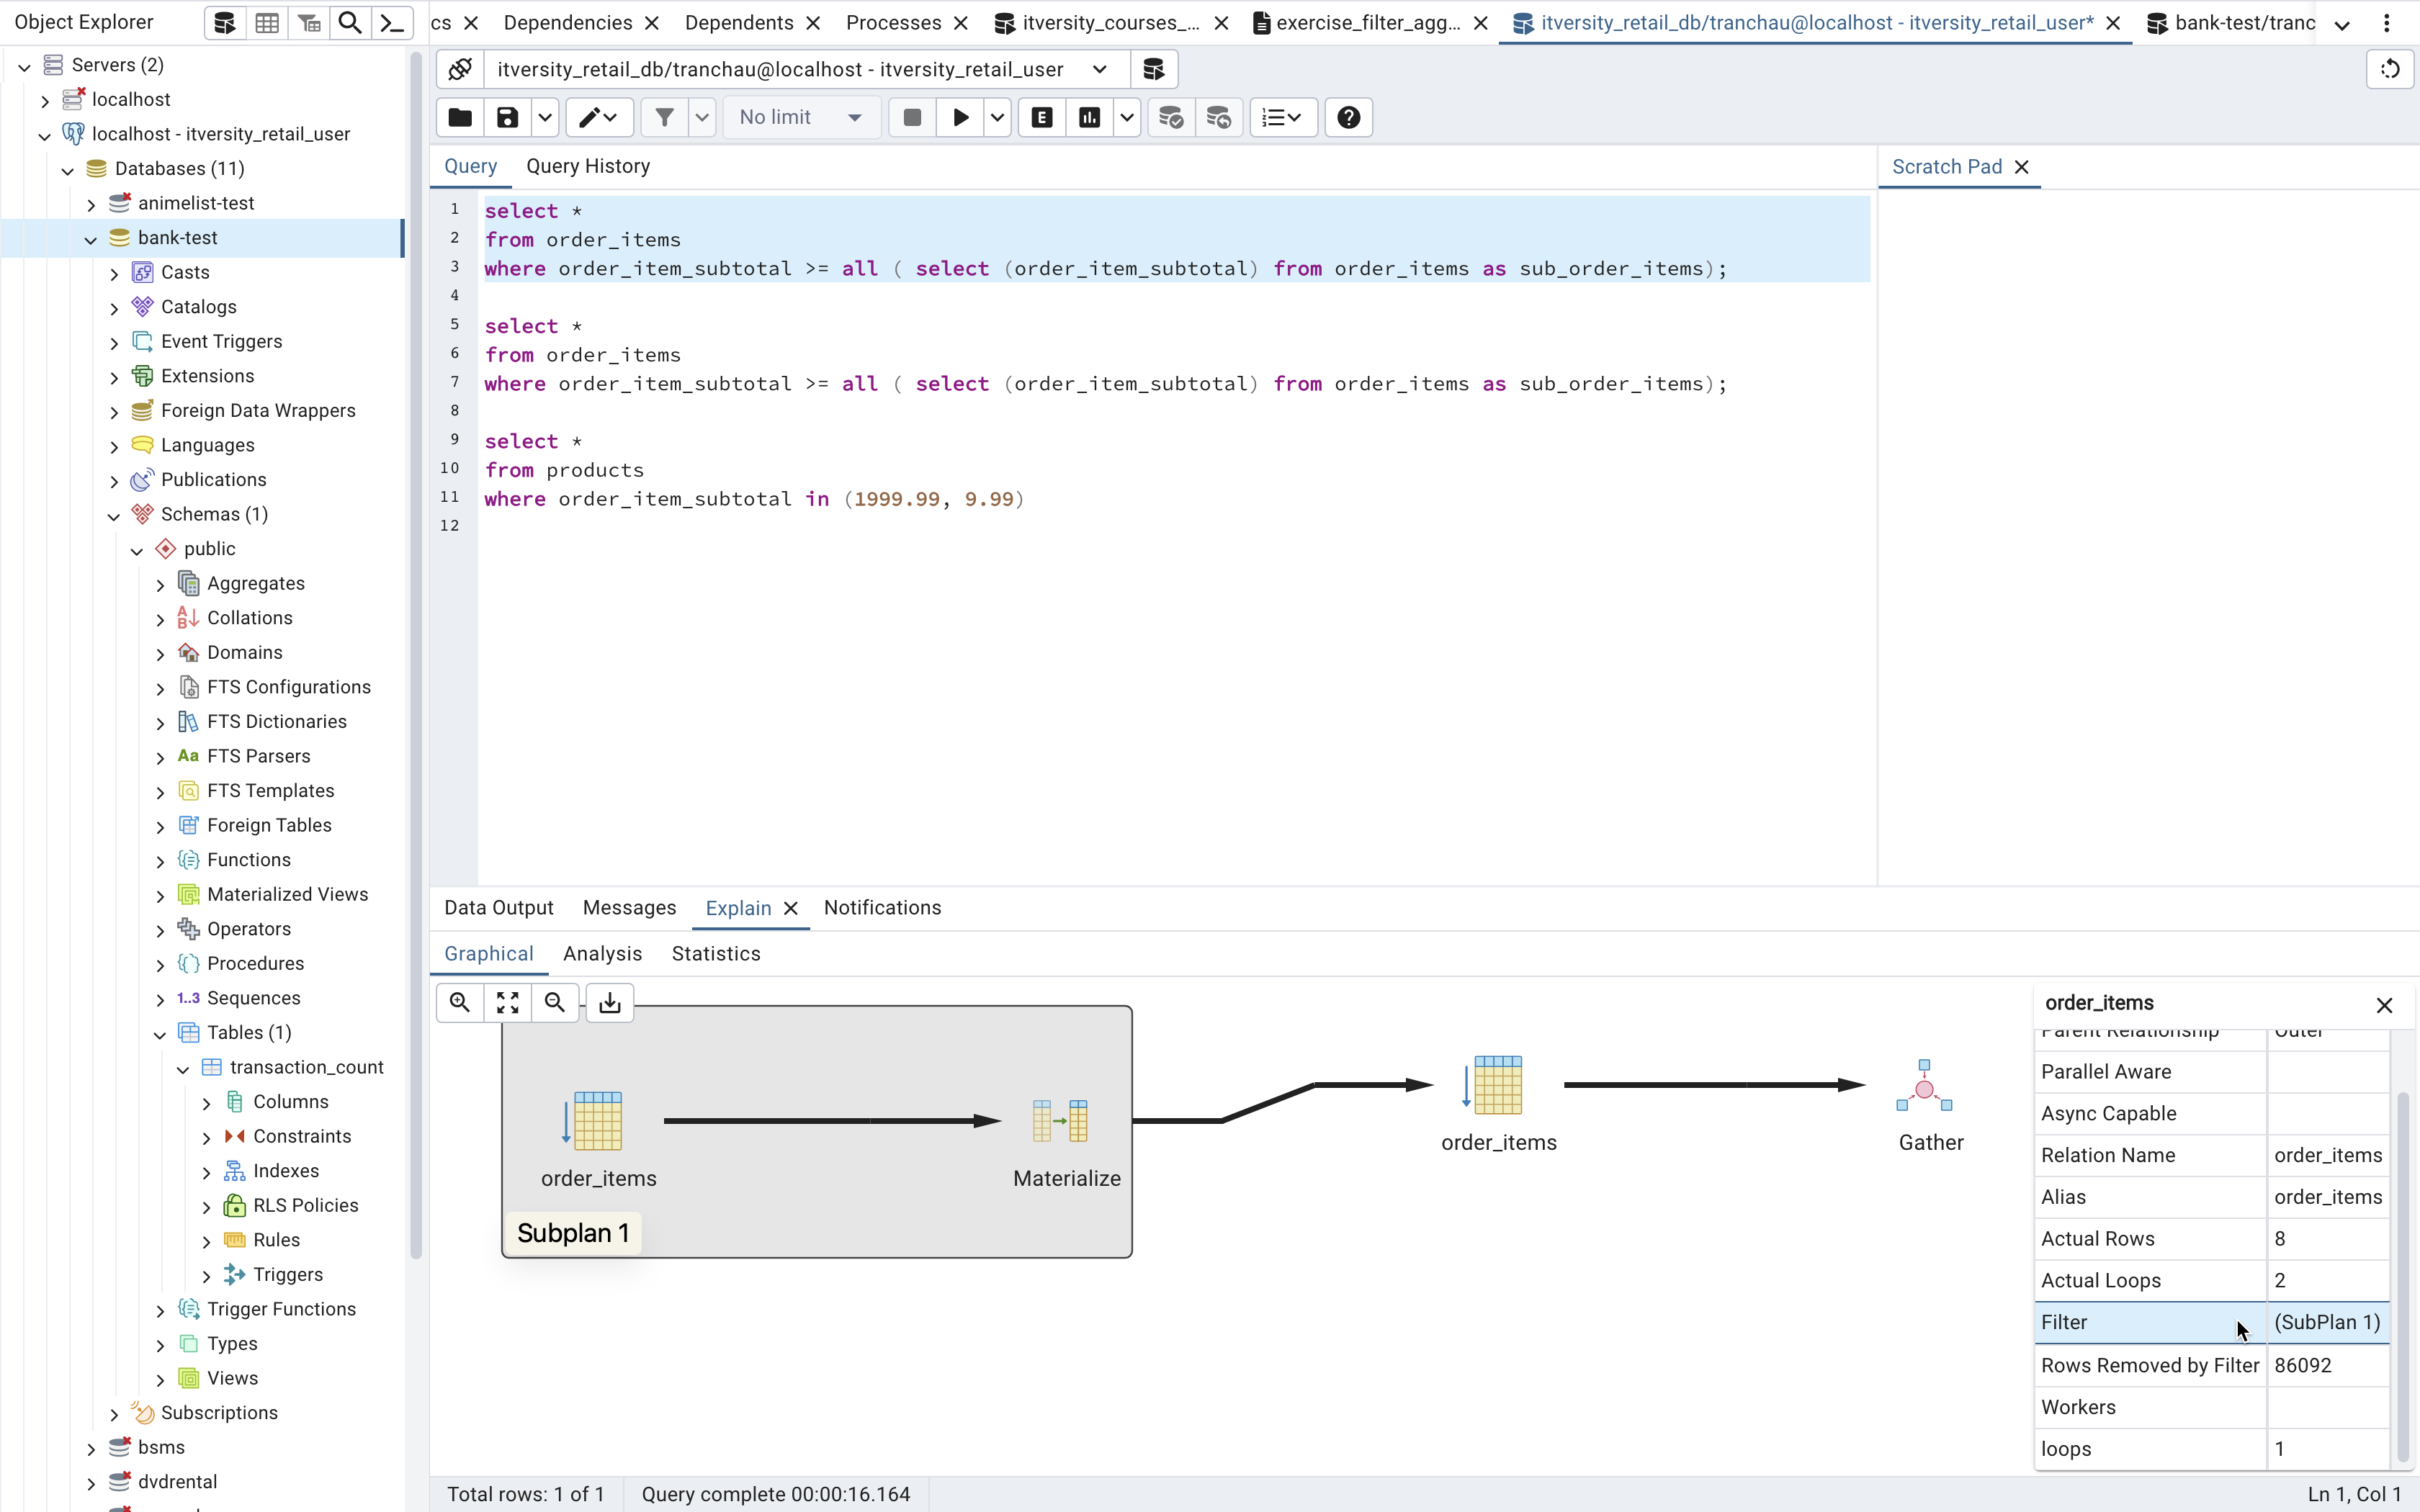 Object Explorer
cs
Dependencies
Dependents
Processes
itversity_courses_...
exercise_filter_agg...
itversity_retail_db/tranchau@localhost - itversity_retail_user*
bank-test/tranc
Servers (2)
localhost
localhost - itversity_retail_user
Databases (11)
animelist-test
bank-test
Casts
Catalogs
Event Triggers
Extensions
Foreign Data Wrappers
Languages
Publications
Schemas (1)
public
Aggregates
Collations
Domains
FTS Configurations
FTS Dictionaries
Aa FTS Parsers
FTS Templates
Foreign Tables
Functions
Materialized Views
Operators
Procedures
1..3 Sequences
Tables (1)
transaction_count
Columns
Constraints
Indexes
RLS Policies
Rules
Triggers
Trigger Functions
Types
Views
Subscriptions
bsms
dvdrental
itversity_retail_db/tranchau@localhost - itversity_retail_user
No limit
E
Query
Query History
Scratch Pad
1 select *
2 from order_items
3 where order_item_subtotal >= all ( select (order_item_subtotal) from order_items as sub_order_items);
4
5 select *
6 from order_items
7 where order_item_subtotal >= all ( select (order_item_subtotal) from order_items as sub_order_items);
8
9 select *
10 from products
11 where order_item_subtotal in (1999.99, 9.99)
12
Data Output
Messages
Explain
Notifications
Graphical
Analysis
Statistics
order_items
Materialize
Subplan 1
order_items
Gather
order_items
Parent Relationship Outer
Parallel Aware
Async Capable
Relation Name order_items
Alias order_items
Actual Rows 8
Actual Loops 2
Filter (SubPlan 1)
Rows Removed by Filter 86092
Workers
loops 1
Total rows: 1 of 1
Query complete 00:00:16.164
Ln 1, Col 1